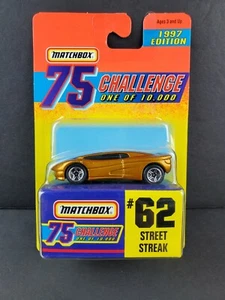 Ages 3 and Up
MATCHBOX
1997
EDITION
75 CHALLENGE
ONE OF 10,000
MATCHBOX
75 CHALLENGE
ONE OF 10,000
#62
STREET
STREAK